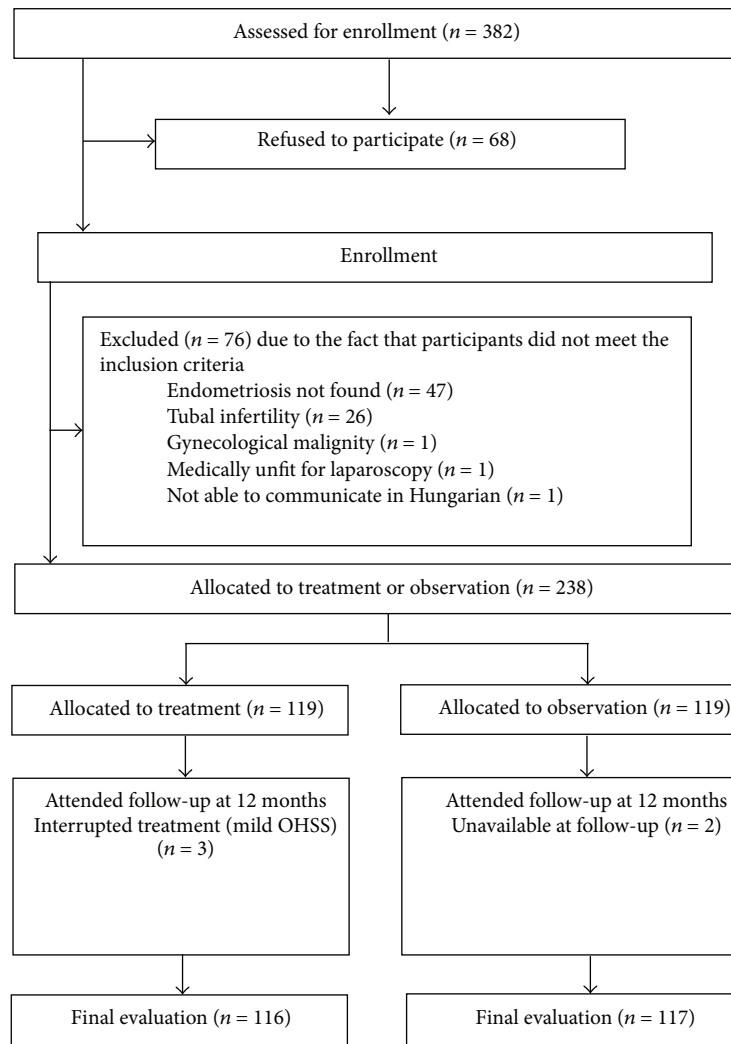 Assessed for enrollment (n = 382)
Refused to participate (n = 68)
Enrollment
Excluded (n = 76) due to the fact that participants did not meet the
inclusion criteria
Endometriosis not found (n = 47)
Tubal infertility (n = 26)
Gynecological malignity (n = 1)
Medically unfit for laparoscopy (n = 1)
Not able to communicate in Hungarian (n = 1)
Allocated to treatment or observation (n = 238)
Allocated to treatment (n = 119)
Allocated to observation (n = 119)
Attended follow-up at 12 months
Interrupted treatment (mild OHSS)
(n = 3)
Attended follow-up at 12 months
Unavailable at follow-up (n = 2)
Final evaluation (n = 116)
Final evaluation (n = 117)